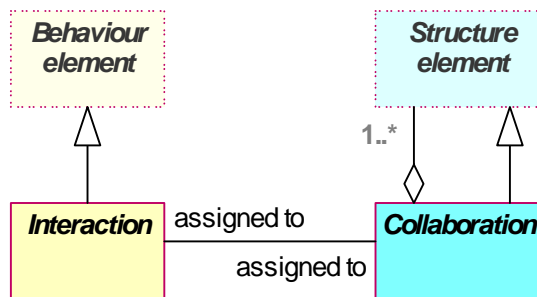 Behaviour
element
Structure
element
1..*
Interaction
assigned to
Collaboration
assigned to